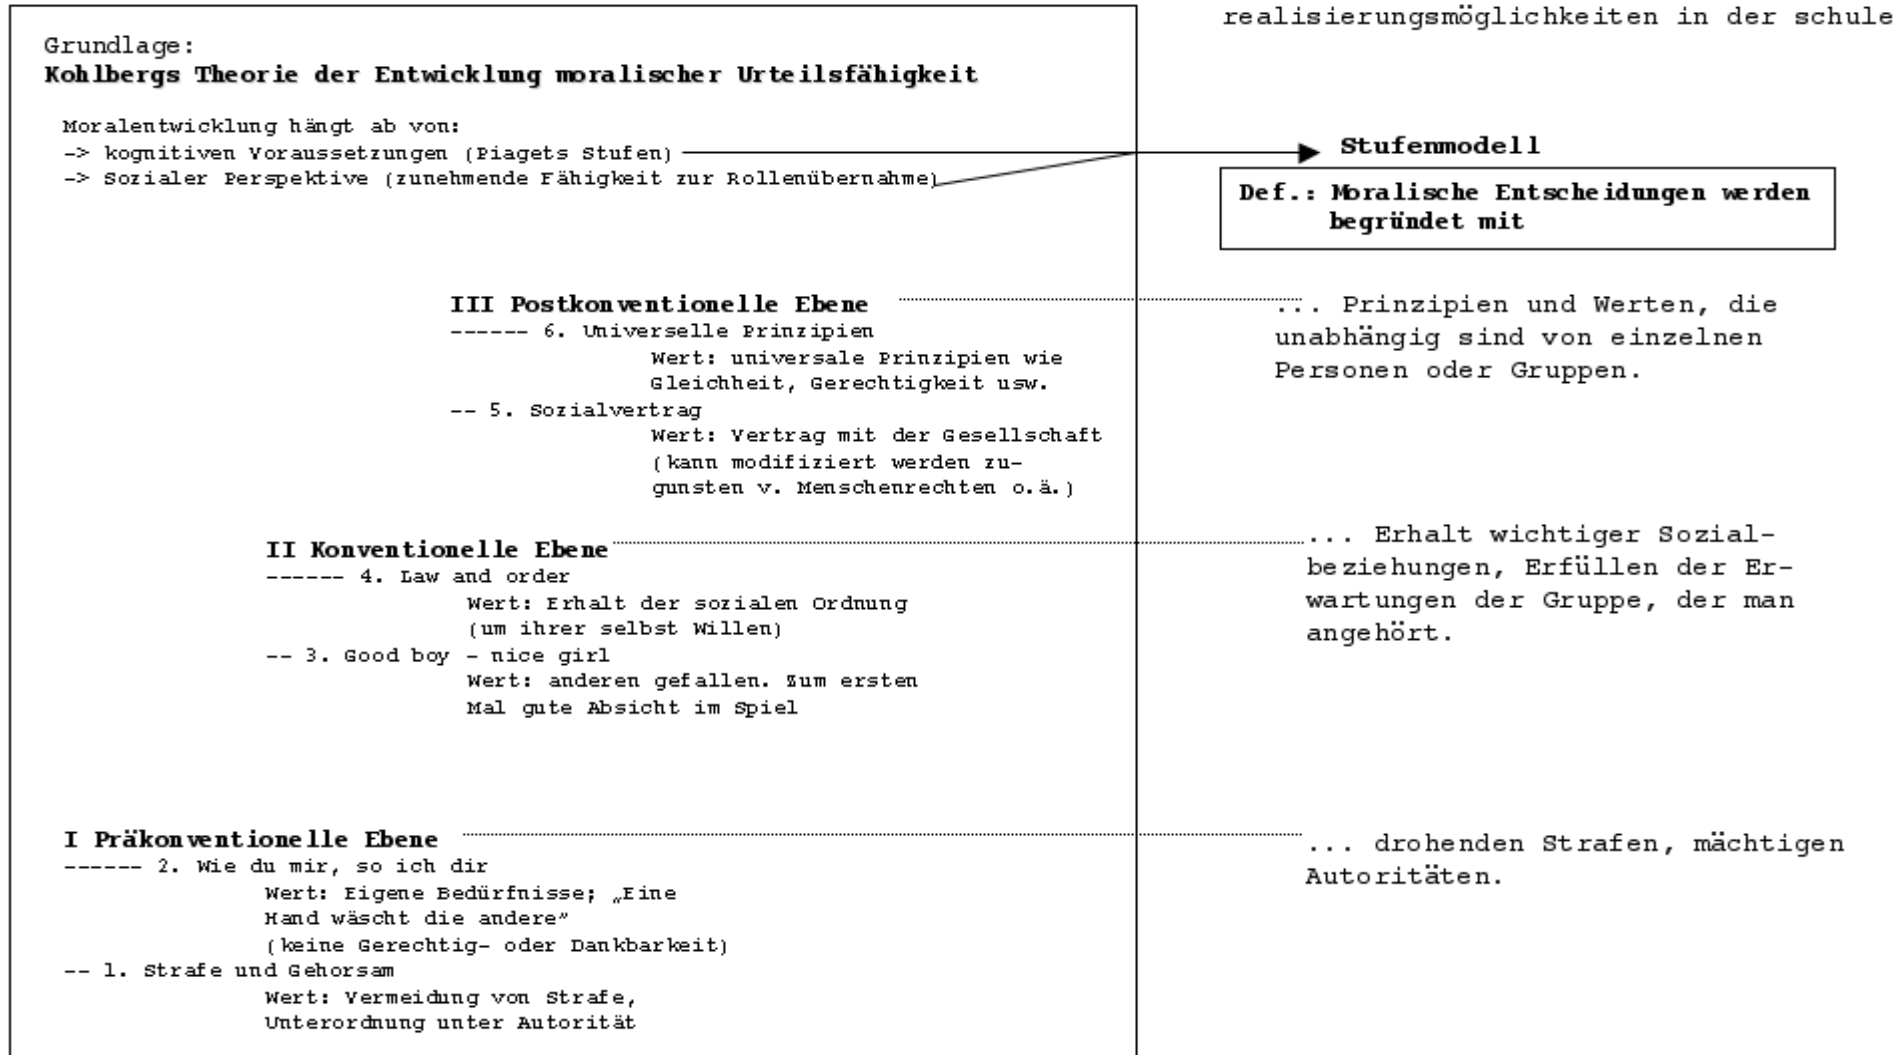 realisierungsmöglichkeiten in der schule
Grundlage:
Kohlbergs Theorie der Entwicklung moralischer Urteilsfähigkeit
Moralentwicklung hängt ab von:
-> kognitiven Voraussetzungen (Piagets Stufen)
-> Sozialer Perspektive (zunehmende Fähigkeit zur Rollenübernahme)
Stufenmodell
Def.: Moralische Entscheidungen werden
begründet mit
III Postkonventionelle Ebene
------ 6. Universelle Prinzipien
Wert: universale Prinzipien wie
Gleichheit, Gerechtigkeit usw.
-- 5. Sozialvertrag
Wert: Vertrag mit der Gesellschaft
(kann modifiziert werden zu-
gunsten v. Menschenrechten o.ä.)
... Prinzipien und Werten, die
unabhängig sind von einzelnen
Personen oder Gruppen.
II Konventionelle Ebene
------ 4. Law and order
Wert: Erhalt der sozialen Ordnung
(um ihrer selbst Willen)
-- 3. Good boy - nice girl
Wert: anderen gefallen. Zum ersten
Mal gute Absicht im Spiel
... Erhalt wichtiger Sozial-
beziehungen, Erfüllen der Er-
wartungen der Gruppe, der man
angehört.
I Präkonventionelle Ebene
------ 2. Wie du mir, so ich dir
Wert: Eigene Bedürfnisse; „Eine
Hand wäscht die andere"
(keine Gerechtig- oder Dankbarkeit)
-- 1. Strafe und Gehorsam
Wert: Vermeidung von Strafe,
Unterordnung unter Autorität
... drohenden Strafen, mächtigen
Autoritäten.